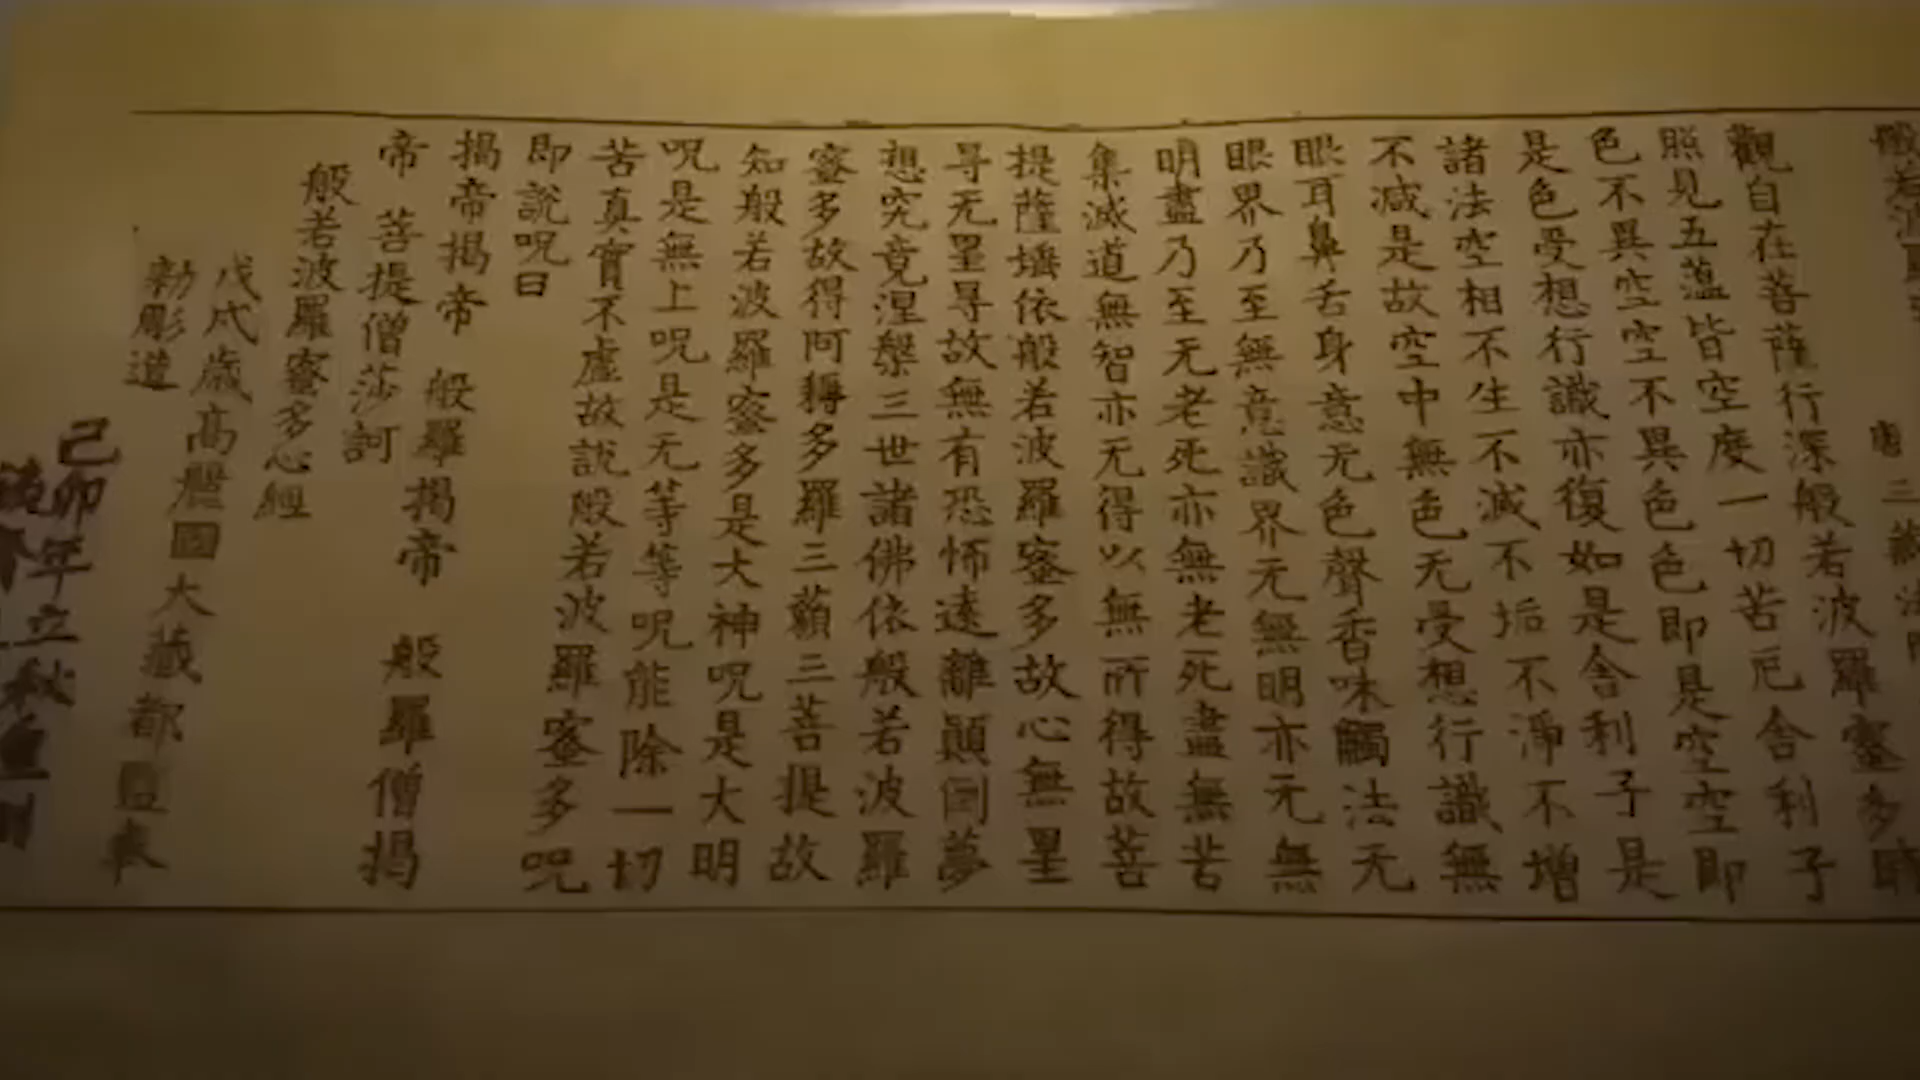 般若波羅
唐三藏法
觀自在菩薩行深般若波羅蜜多時
照見五蘊皆空度一切苦厄舍利子
色不異空空不異色色即是空空即
是色受想行識亦復如是舍利子是
諸法空相不生不滅不垢不淨不增
不減是故空中無色无受想行識無
眼耳鼻舌身意无色聲香味觸法无
眼界乃至無意識界无無明亦无無
明盡乃至无老死亦無老死盡無苦
集滅道無智亦无得以無所得故菩
提薩埵依般若波羅蜜多故心無罣
㝵无罣㝵故無有恐怖遠離顛倒夢
想究竟涅槃三世諸佛依般若波羅
蜜多故得阿耨多羅三藐三菩提故
知般若波羅蜜多是大神呪是大明
呪是無上呪是无等等呪能除一切
苦真實不虛故說般若波羅蜜多呪
即說呪曰
揭帝揭帝 般羅揭帝 般羅僧揭
帝 菩提僧莎訶
般若波羅蜜多心經
戊戌歲高麗國大藏都監奉
勅彫造
己卯年立秋